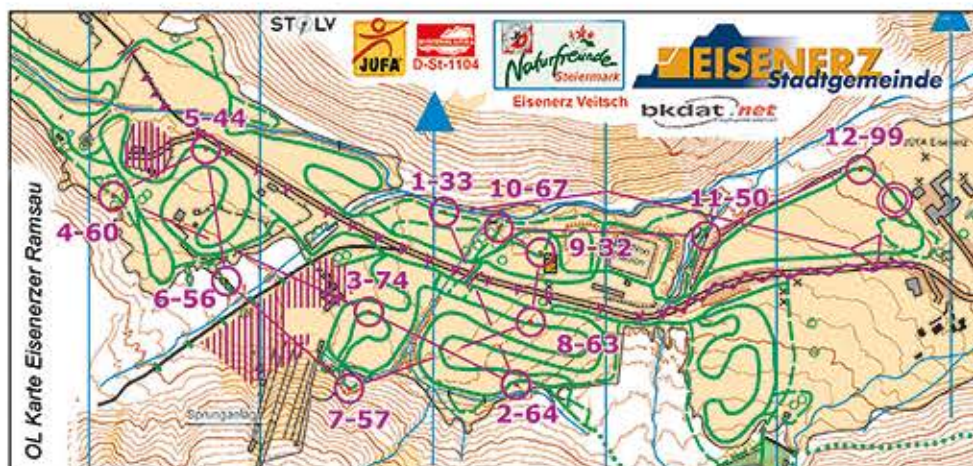 ST LV
JUFA
D-St-1104
Naturfreunde
Steiermark
Eisenerz Veitsch
EISENERZ
Stadtgemeinde
bkdat.net
5-44
12-99
1-33
10-67
11-50
4-60
9-32
6-56
3-74
8-63
7-57
2-64
Sprunganlage
OL Karte Eisenerzer Ramsau